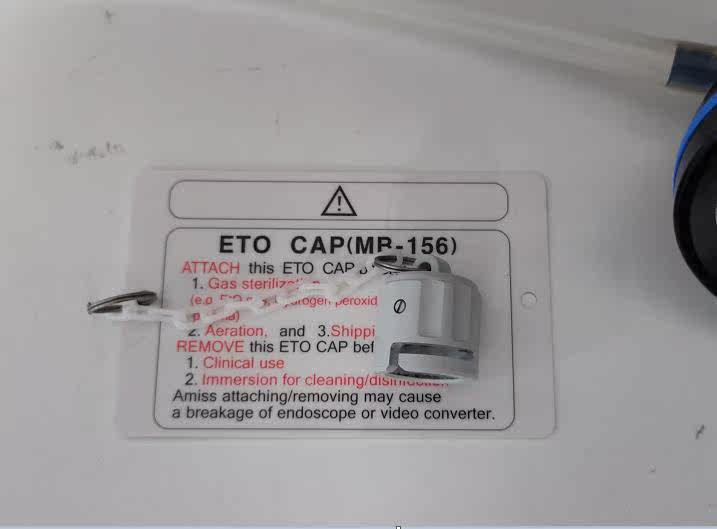 ETO CAP(MB-156)
ATTACH this ETO CAP
1. Gas
(e.g.
2. Aeration, and 3.Shippi
REMOVE this ETO CAP bef
1. Clinical use
2. Immersion for cleaning/disinfection
Amiss attaching/removing may cause
a breakage of endoscope or video converter.